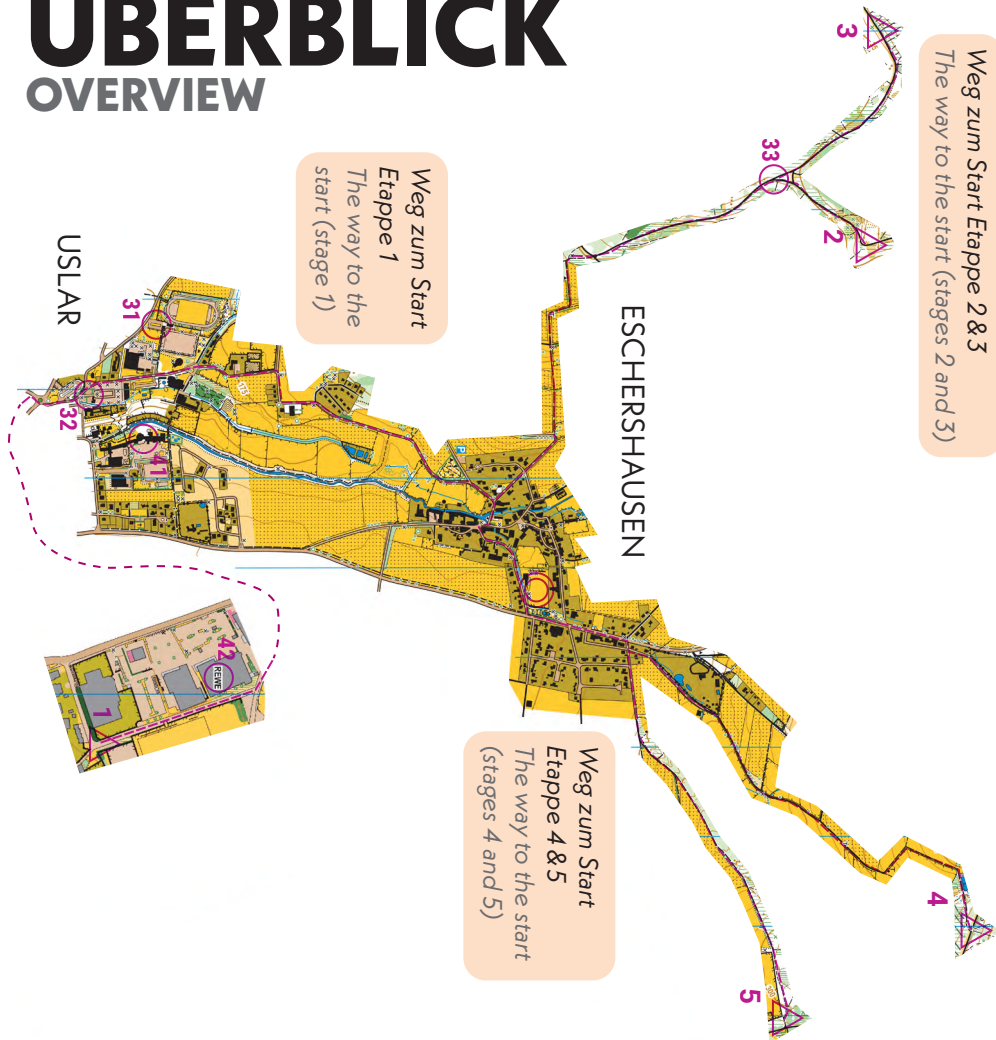 ÜBERBLICK
OVERVIEW
Weg zum Start Etappe 2&3
The way to the start (stages 2 and 3)
3
33
2
Weg zum Start
Etappe 1
The way to the
start (stage 1)
USLAR
ESCHERSHAUSEN
31
32
41
42
REWE
1
Weg zum Start
Etappe 4&5
The way to the start
(stages 4 and 5)
4
5